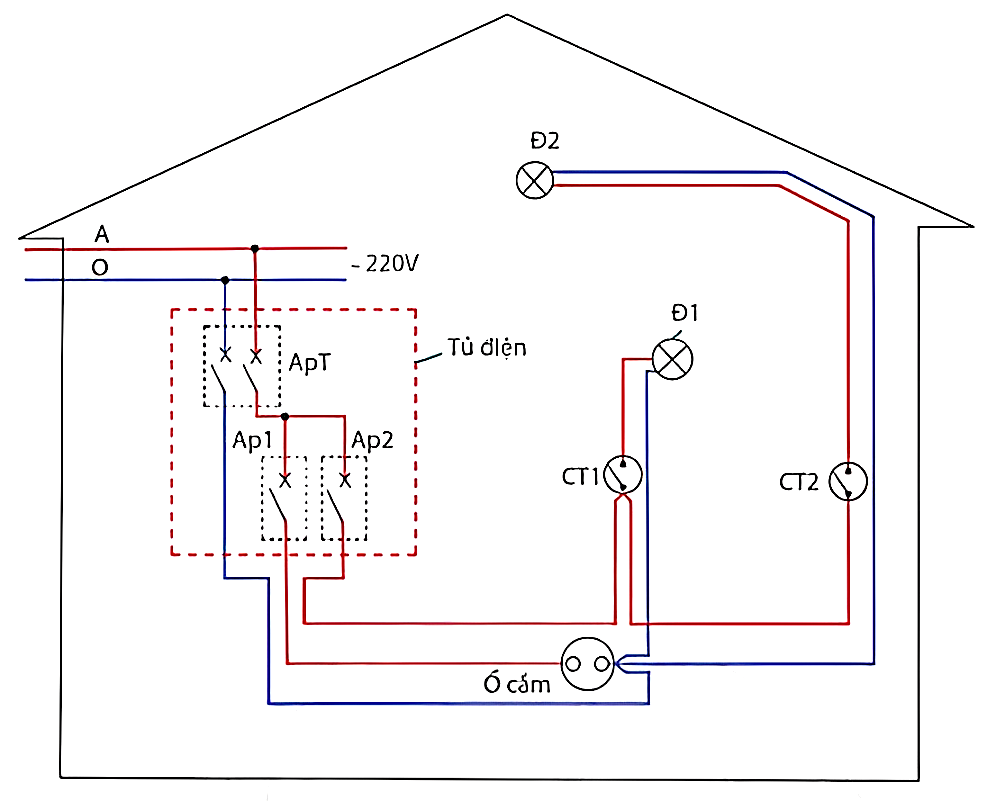 Đ2
A
O
~ 220V
Đ1
Tủ điện
ApT
Ap1
Ap2
CT1
CT2
Ổ cắm